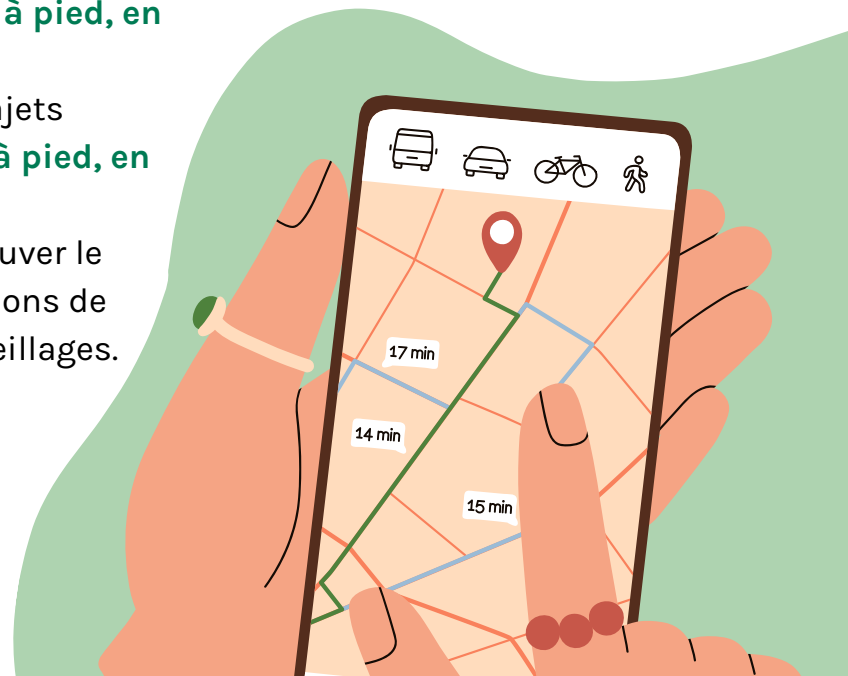 à pied, en
jets
à pied, en
uver le
ons de
eillages.
17 min
14 min
15 min